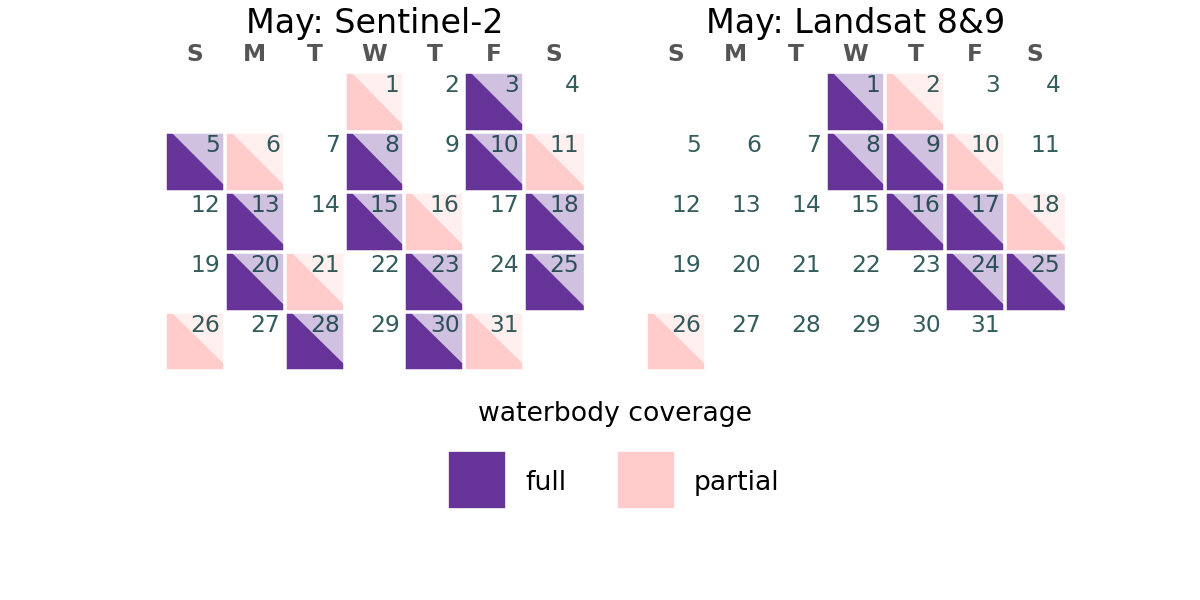 May: Sentinel-2
S M T W T F S
1 2 3 4
5 6 7 8 9 10 11
12 13 14 15 16 17 18
19 20 21 22 23 24 25
26 27 28 29 30 31
May: Landsat 8&9
S M T W T F S
1 2 3 4
5 6 7 8 9 10 11
12 13 14 15 16 17 18
19 20 21 22 23 24 25
26 27 28 29 30 31
waterbody coverage
full partial